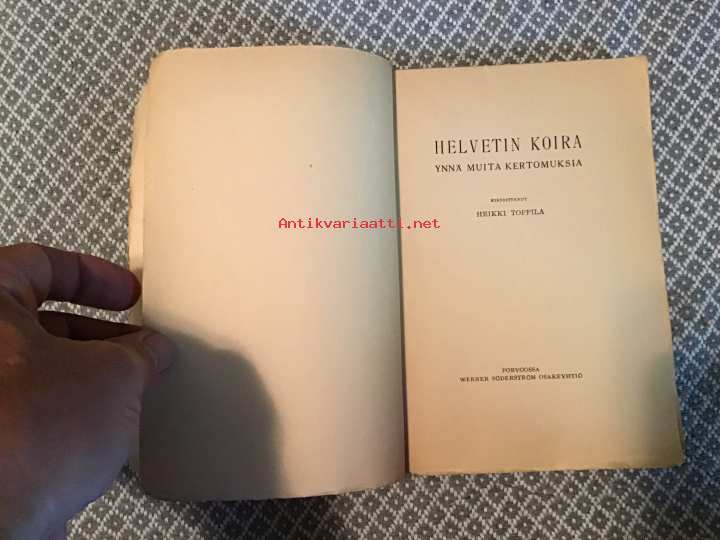 HELVETIN KOIRA
YNNÄ MUITA KERTOMUKSIA
KIRJOITTANUT
HEIKKI TOPPILA
Antikvariaatti.net
PORVOOSSA
WERNER SÖDERSTRÖM OSAKEYHTIÖ